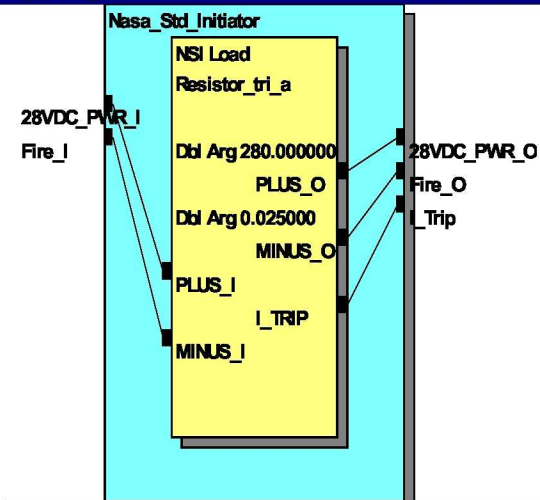 Nasa_Std_Initiator
NSI Load
Resistor_tri_a
28VDC_PWR_I
Fire_I
Dbl Arg 280.000000
28VDC_PWR_O
PLUS_O
Fire_O
Dbl Arg 0.025000
I_Trip
MINUS_O
PLUS_I
I_TRIP
MINUS_I